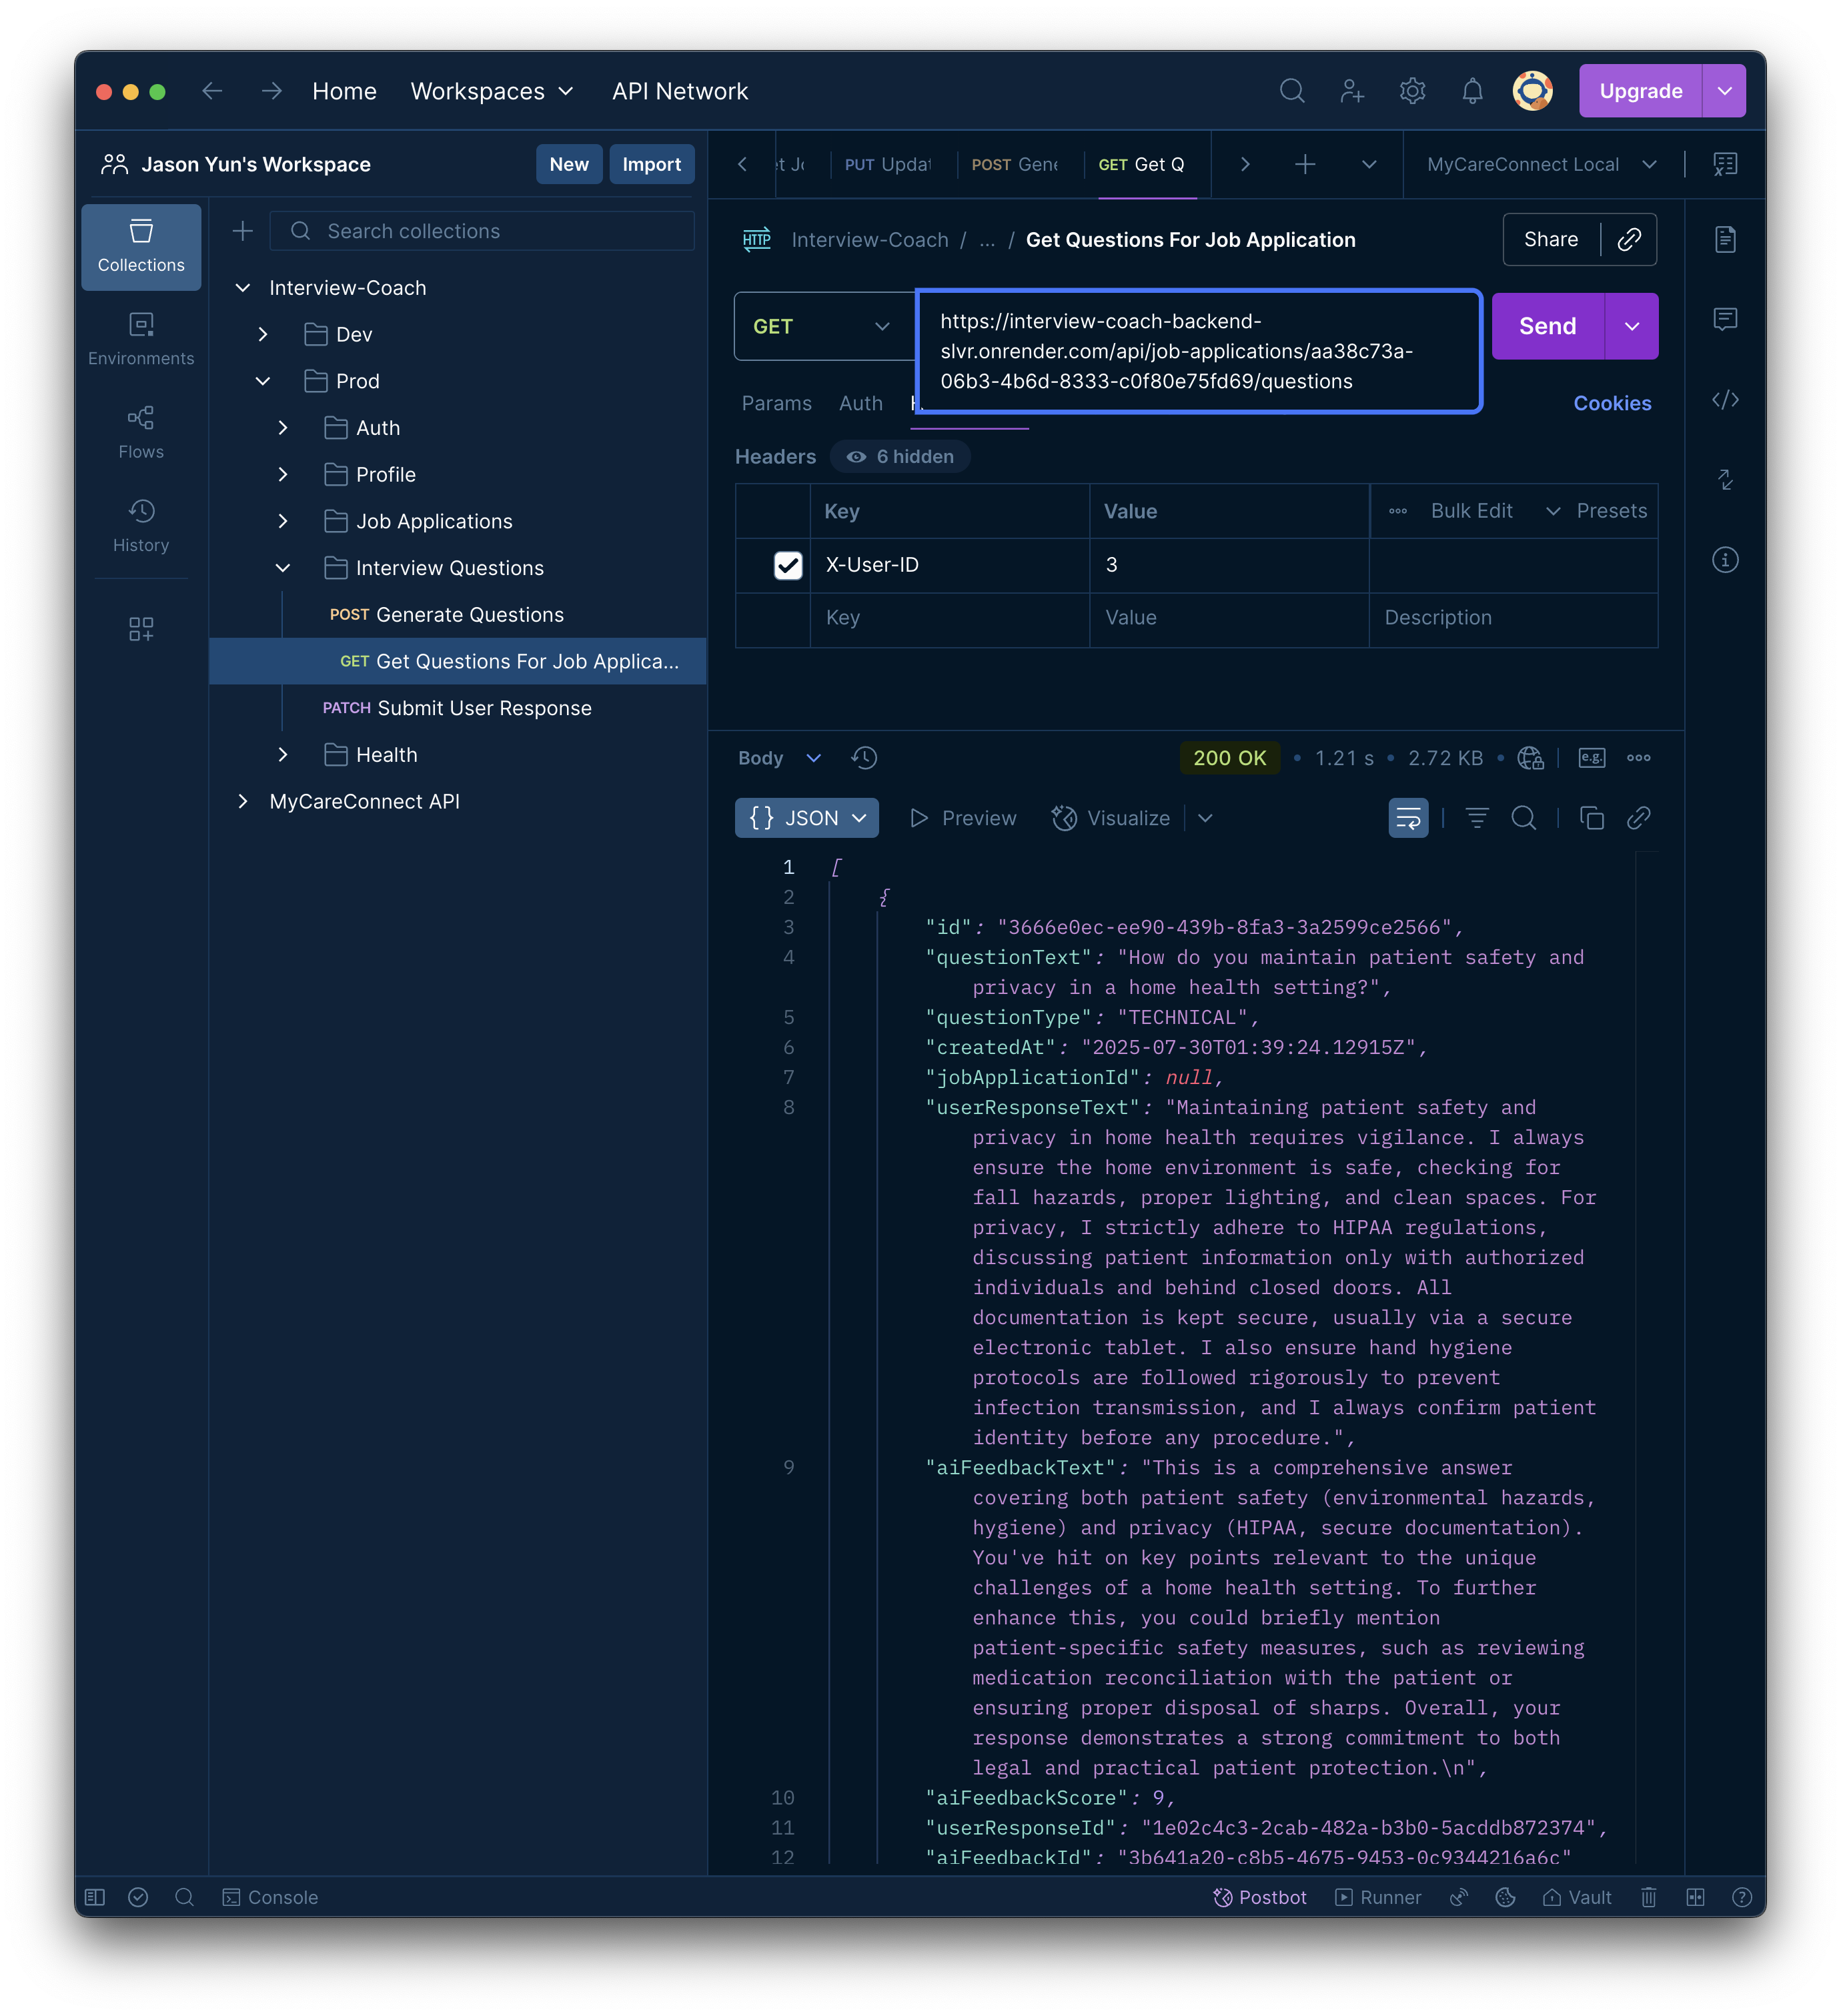 Home Workspaces API Network Upgrade
Jason Yun's Workspace New Import
PUT Updat POST Gene GET Get Q MyCareConnect Local
Collections
Environments
Flows
History
Search collections
Interview-Coach
Dev
Prod
Auth
Profile
Job Applications
Interview Questions
POST Generate Questions
GET Get Questions For Job Applica...
PATCH Submit User Response
Health
MyCareConnect API
HTTP Interview-Coach / ... / Get Questions For Job Application Share
GET
https://interview-coach-backend-
slvr.onrender.com/api/job-applications/aa38c73a-
06b3-4b6d-8333-c0f80e75fd69/questions
Send
Params Auth Cookies
Headers 6 hidden
Key Value Bulk Edit Presets
X-User-ID 3
Key Value Description
Body 200 OK • 1.21 s • 2.72 KB • e.g.
{} JSON Preview Visualize
1 [
2 {
3 "id": "3666e0ec-ee90-439b-8fa3-3a2599ce2566",
4 "questionText": "How do you maintain patient safety and
privacy in a home health setting?",
5 "questionType": "TECHNICAL",
6 "createdAt": "2025-07-30T01:39:24.12915Z",
7 "jobApplicationId": null,
8 "userResponseText": "Maintaining patient safety and
privacy in home health requires vigilance. I always
ensure the home environment is safe, checking for
fall hazards, proper lighting, and clean spaces. For
privacy, I strictly adhere to HIPAA regulations,
discussing patient information only with authorized
individuals and behind closed doors. All
documentation is kept secure, usually via a secure
electronic tablet. I also ensure hand hygiene
protocols are followed rigorously to prevent
infection transmission, and I always confirm patient
identity before any procedure.",
9 "aiFeedbackText": "This is a comprehensive answer
covering both patient safety (environmental hazards,
hygiene) and privacy (HIPAA, secure documentation).
You've hit on key points relevant to the unique
challenges of a home health setting. To further
enhance this, you could briefly mention
patient-specific safety measures, such as reviewing
medication reconciliation with the patient or
ensuring proper disposal of sharps. Overall, your
response demonstrates a strong commitment to both
legal and practical patient protection.\n",
10 "aiFeedbackScore": 9,
11 "userResponseId": "1e02c4c3-2cab-482a-b3b0-5acddb872374",
12 "aiFeedbackId": "3b641a20-c8b5-4675-9453-0c9344216a6c"
Console Postbot Runner Vault